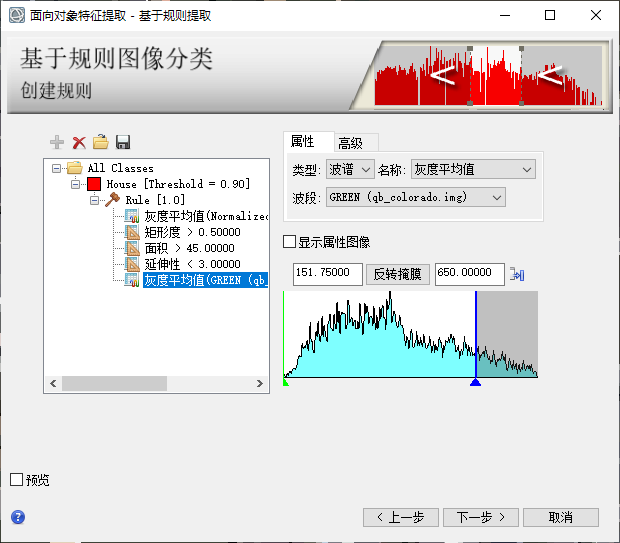 面向对象特征提取 - 基于规则提取
基于规则图像分类
创建规则
All Classes
House [Threshold = 0.90]
Rule [1.0]
灰度平均值(Normalized
矩形度 > 0.50000
面积 > 45.00000
延伸性 < 3.00000
灰度平均值(GREEN (qb_
属性
高级
类型: 波谱 名称: 灰度平均值
波段: GREEN (qb_colorado.img)
显示属性图像
151.75000 反转掩膜 650.00000
预览
< 上一步 下一步 > 取消